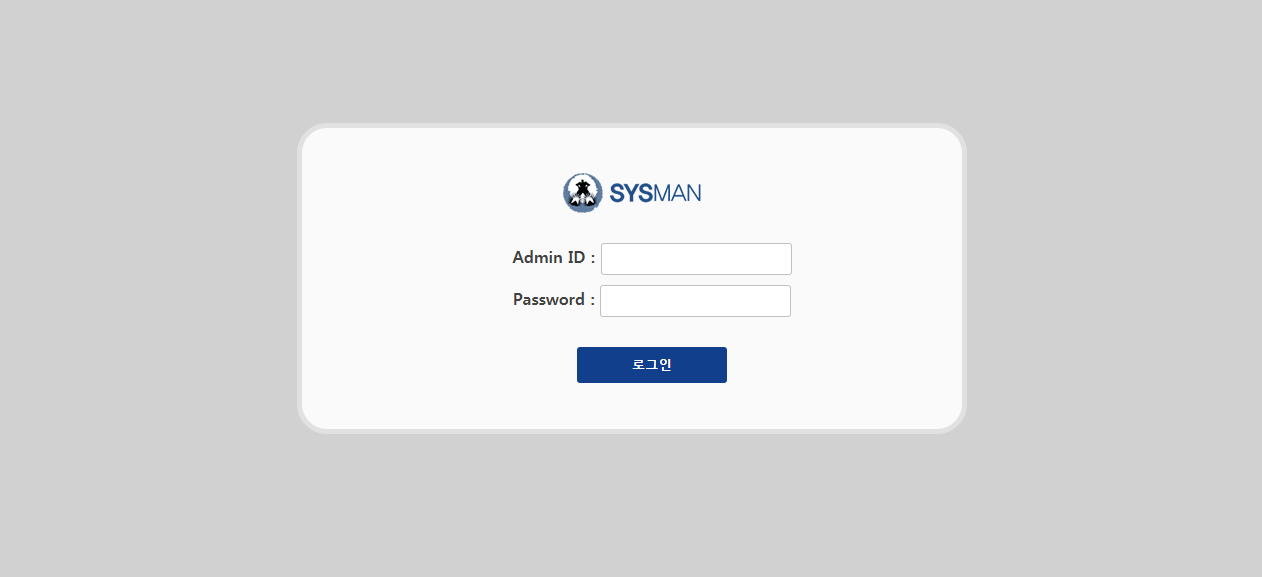 SYSMAN
Admin ID :
Password :
로그인